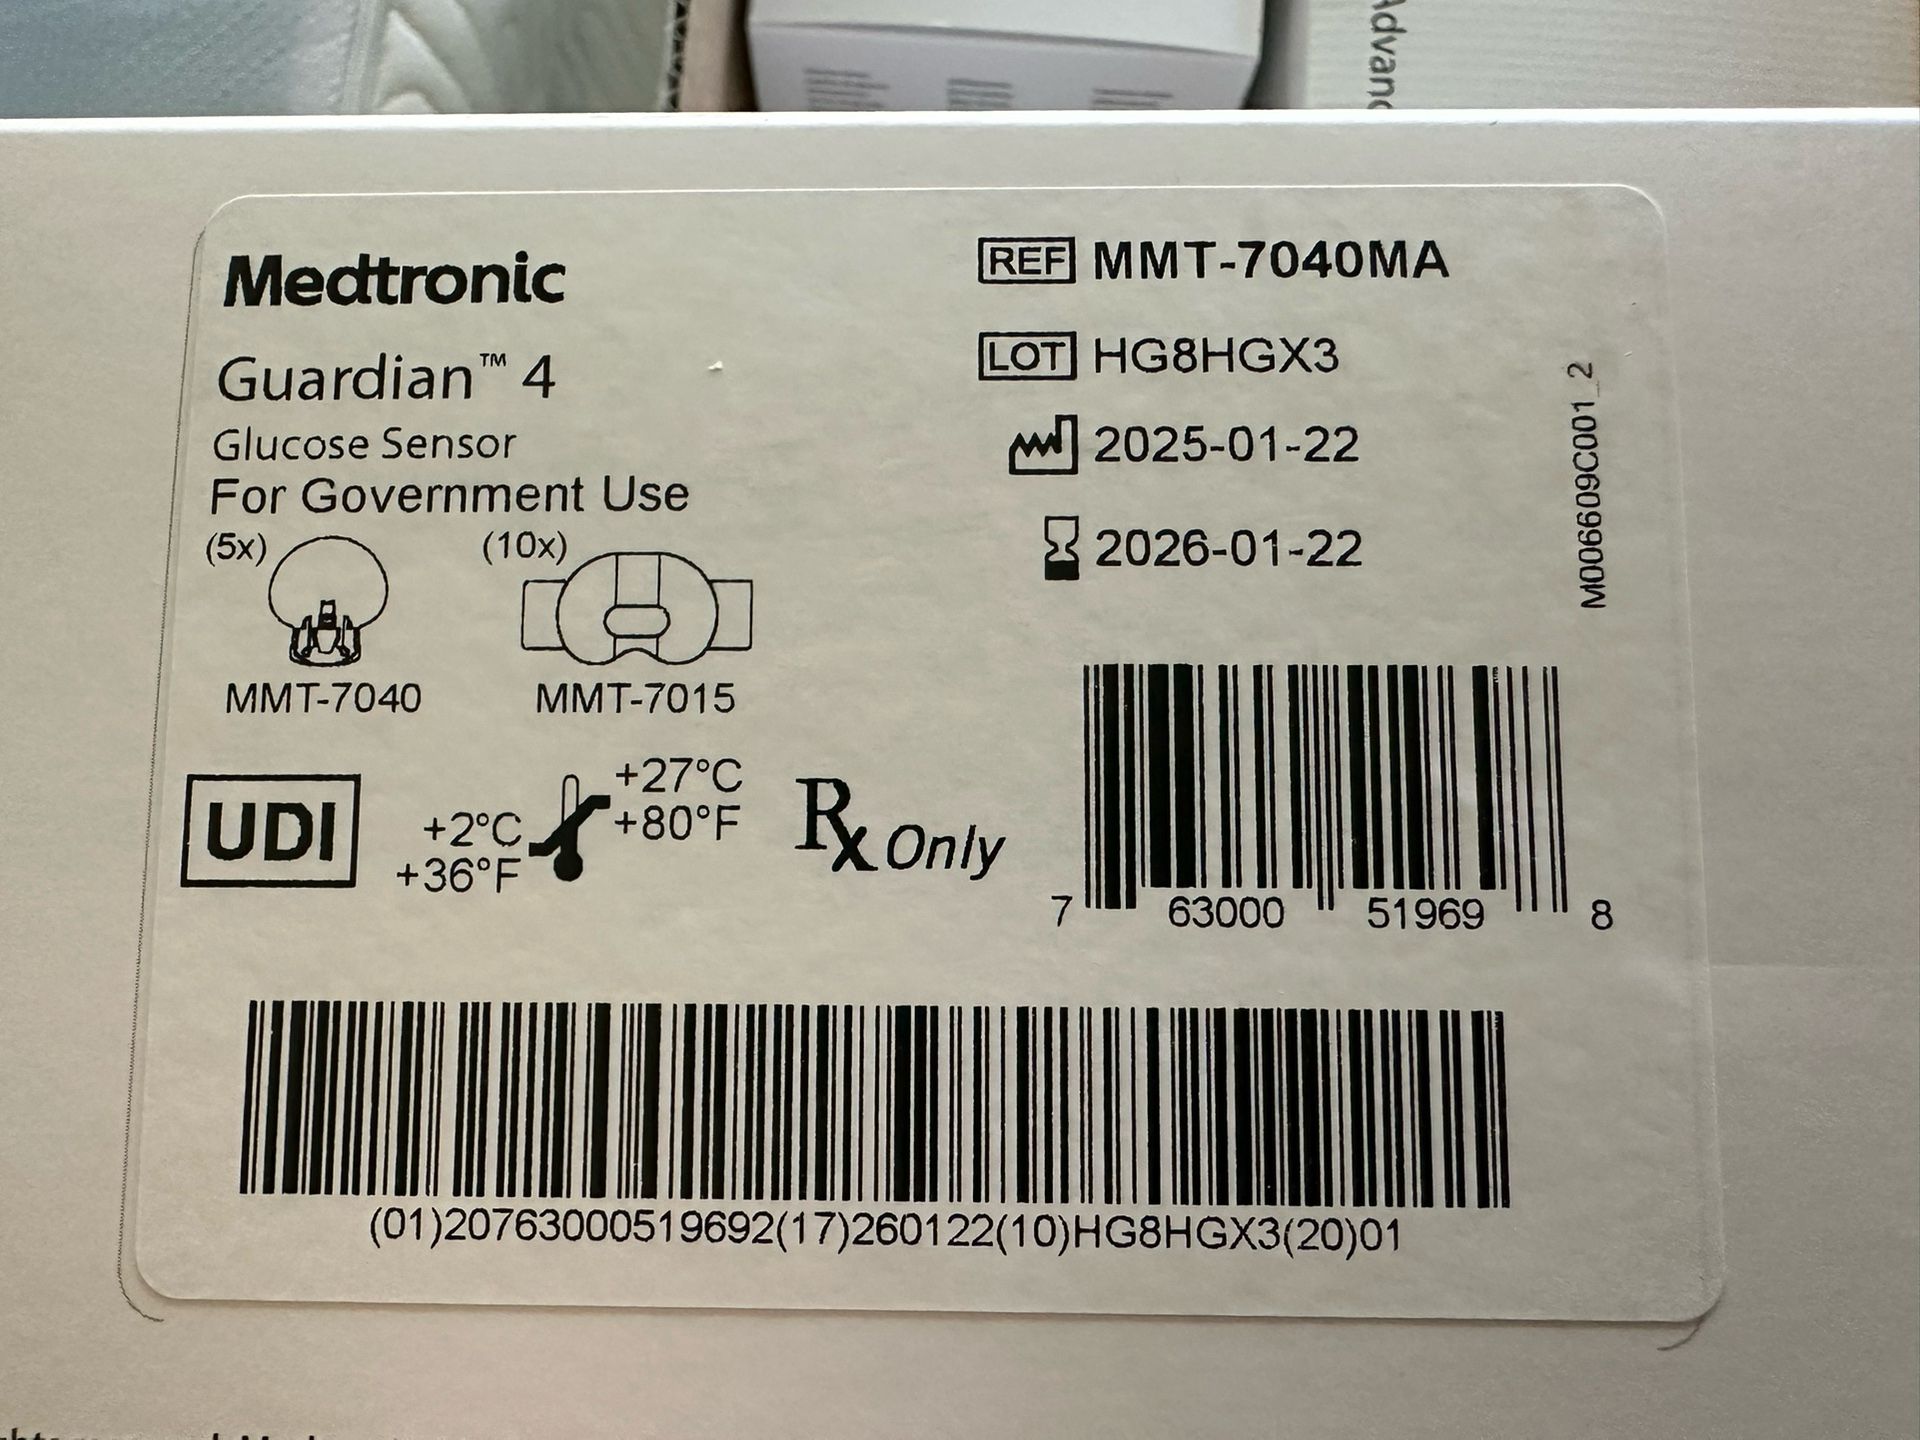 Advanc
Medtronic
Guardian™ 4
Glucose Sensor
For Government Use
(5x)
(10x)
MMT-7040
MMT-7015
REF MMT-7040MA
LOT HG8HGX3
2025-01-22
2026-01-22
M006609C001_2
UDI
+2°C
+36°F
+27°C
+80°F
Rx Only
7 63000 51969 8
(01)20763000519692(17)260122(10)HG8HGX3(20)01